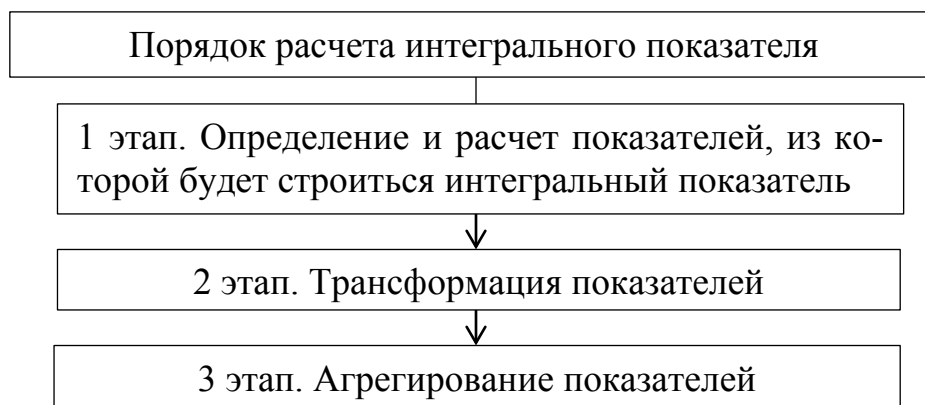 Порядок расчета интегрального показателя
1 этап. Определение и расчет показателей, из ко-
торой будет строиться интегральный показатель
2 этап. Трансформация показателей
3 этап. Агрегирование показателей